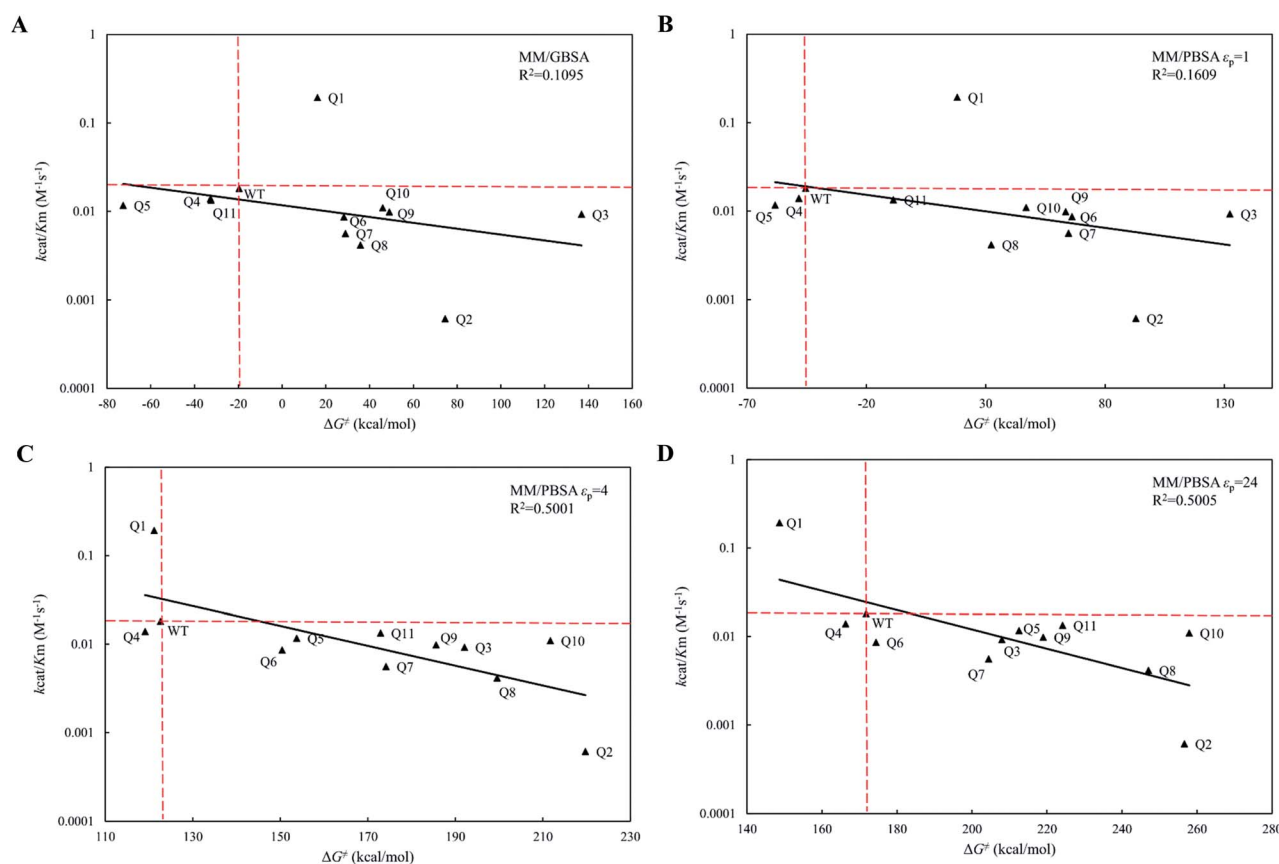 A
MM/GBSA
R²=0.1095
1
0.1
0.01
0.001
0.0001
kcat/Km (M⁻¹s⁻¹)
Q1
WT
Q10
Q5
Q4
Q11
Q9
Q3
Q6
Q7
Q8
Q2
-80 -60 -40 -20 0 20 40 60 80 100 120 140 160
ΔG≠ (kcal/mol)
B
MM/PBSA εp=1
R²=0.1609
1
0.1
0.01
0.001
0.0001
kcat/Km (M⁻¹s⁻¹)
Q1
WT
Q9
Q5
Q4
Q11
Q10
Q6
Q3
Q7
Q8
Q2
-70 -20 30 80 130
ΔG≠ (kcal/mol)
C
MM/PBSA εp=4
R²=0.5001
1
0.1
0.01
0.001
0.0001
kcat/Km (M⁻¹s⁻¹)
Q1
Q4
WT
Q5
Q11
Q9
Q3
Q10
Q6
Q7
Q8
Q2
110 130 150 170 190 210 230
ΔG≠ (kcal/mol)
D
MM/PBSA εp=24
R²=0.5005
1
0.1
0.01
0.001
0.0001
kcat/Km (M⁻¹s⁻¹)
Q1
WT
Q5
Q11
Q4
Q6
Q3
Q9
Q10
Q7
Q8
Q2
140 160 180 200 220 240 260 280
ΔG≠ (kcal/mol)